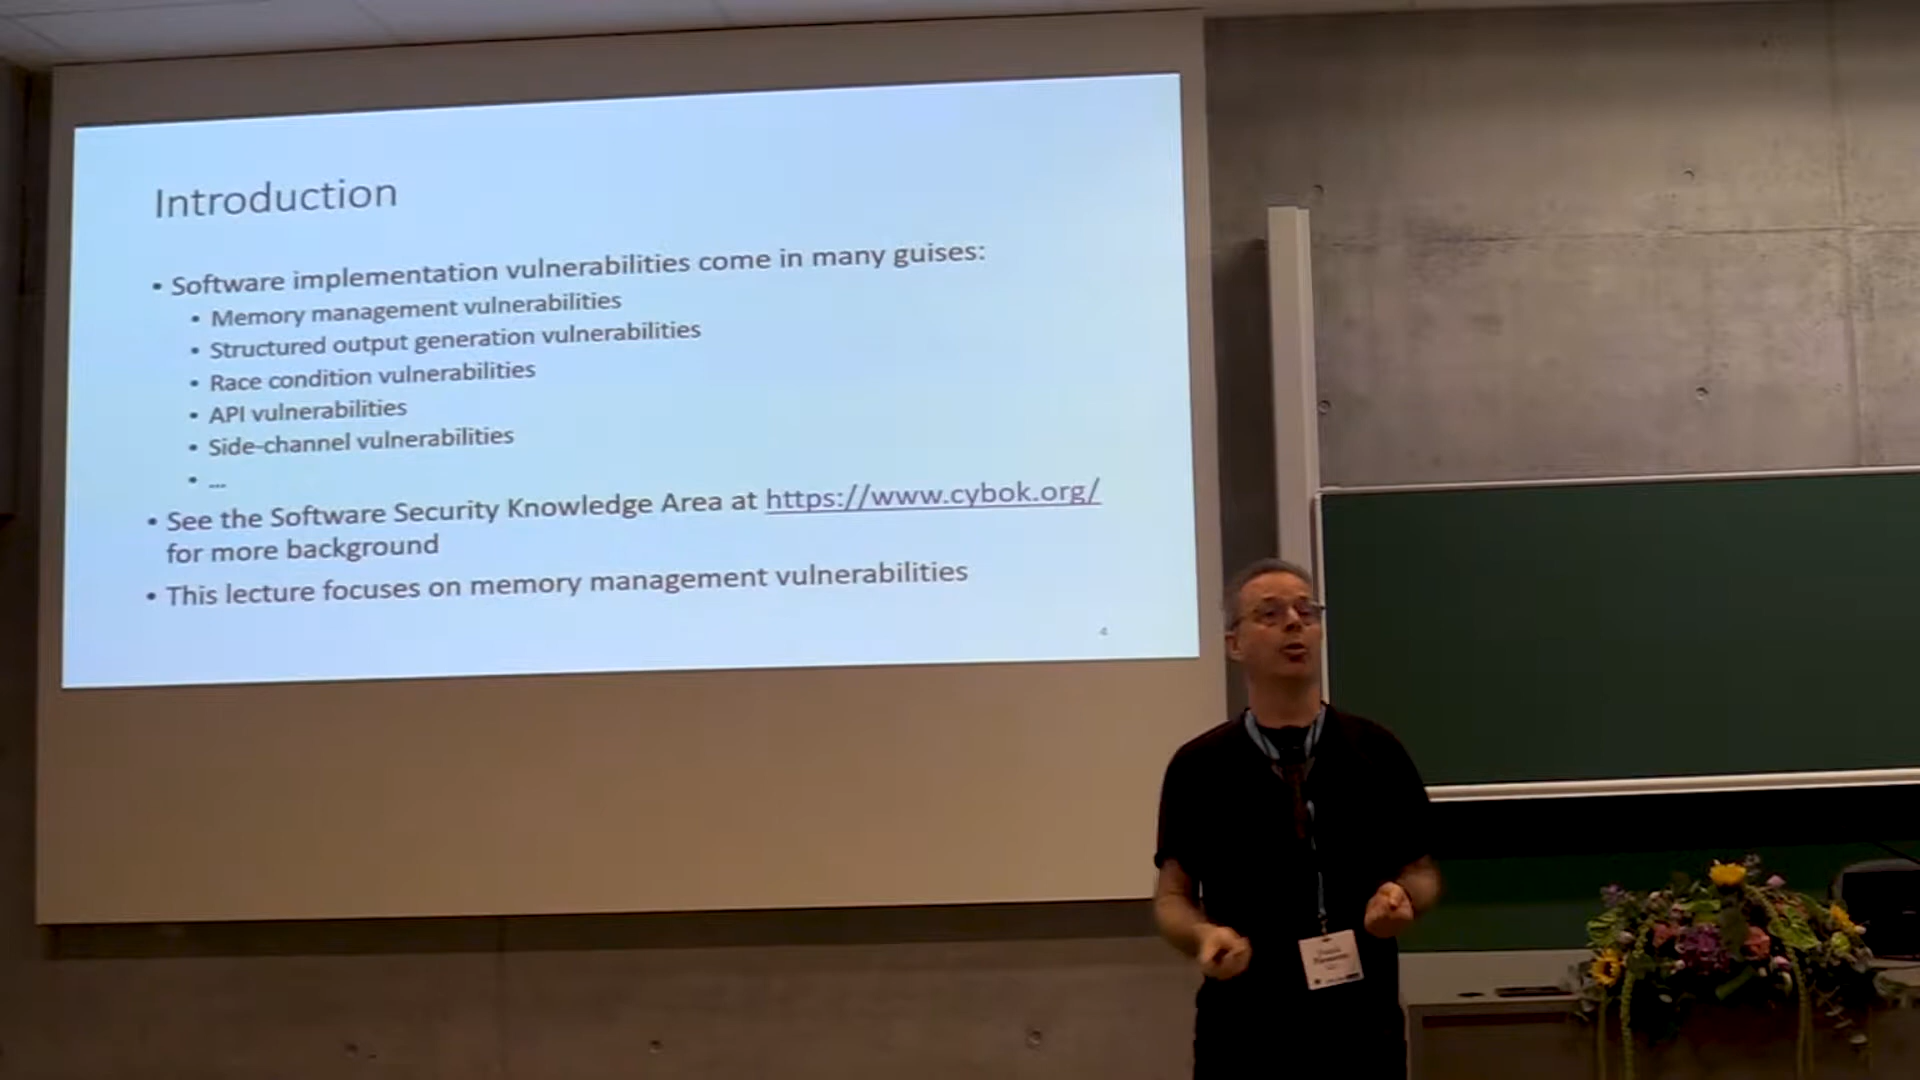 Introduction
• Software implementation vulnerabilities come in many guises:
• Memory management vulnerabilities
• Structured output generation vulnerabilities
• Race condition vulnerabilities
• API vulnerabilities
• Side-channel vulnerabilities
• ...
• See the Software Security Knowledge Area at https://www.cybok.org/
for more background
• This lecture focuses on memory management vulnerabilities
4